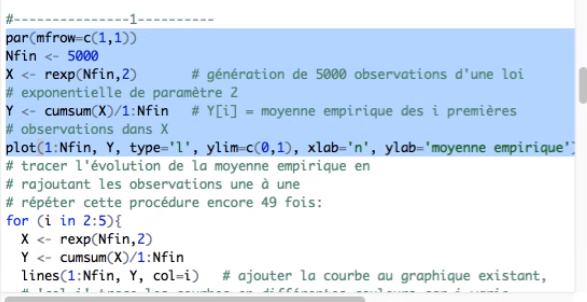 #---------------1----------
par(mfrow=c(1,1))
Nfin <- 5000
X <- rexp(Nfin,2) # génération de 5000 observations d'une loi
# exponentielle de paramètre 2
Y <- cumsum(X)/1:Nfin # Y[i] = moyenne empirique des i premières
# observations dans X
plot(1:Nfin, Y, type='l', ylim=c(0,1), xlab='n', ylab='moyenne empirique')
# tracer l'évolution de la moyenne empirique en
# rajoutant les observations une à une
# répéter cette procédure encore 49 fois:
for (i in 2:5){
X <- rexp(Nfin,2)
Y <- cumsum(X)/1:Nfin
lines(1:Nfin, Y, col=i) # ajouter la courbe au graphique existant,